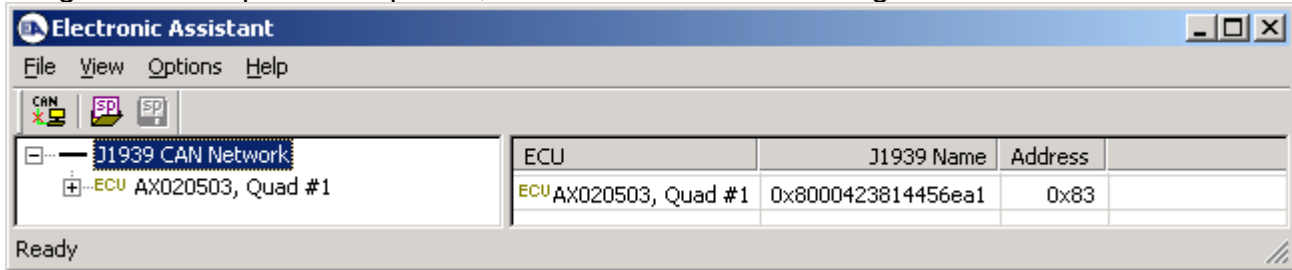 Electronic Assistant
File View Options Help
CAN SP SP
J1939 CAN Network
ECU AX020503, Quad #1
ECU J1939 Name Address
ECU AX020503, Quad #1 0x8000423814456ea1 0x83
Ready